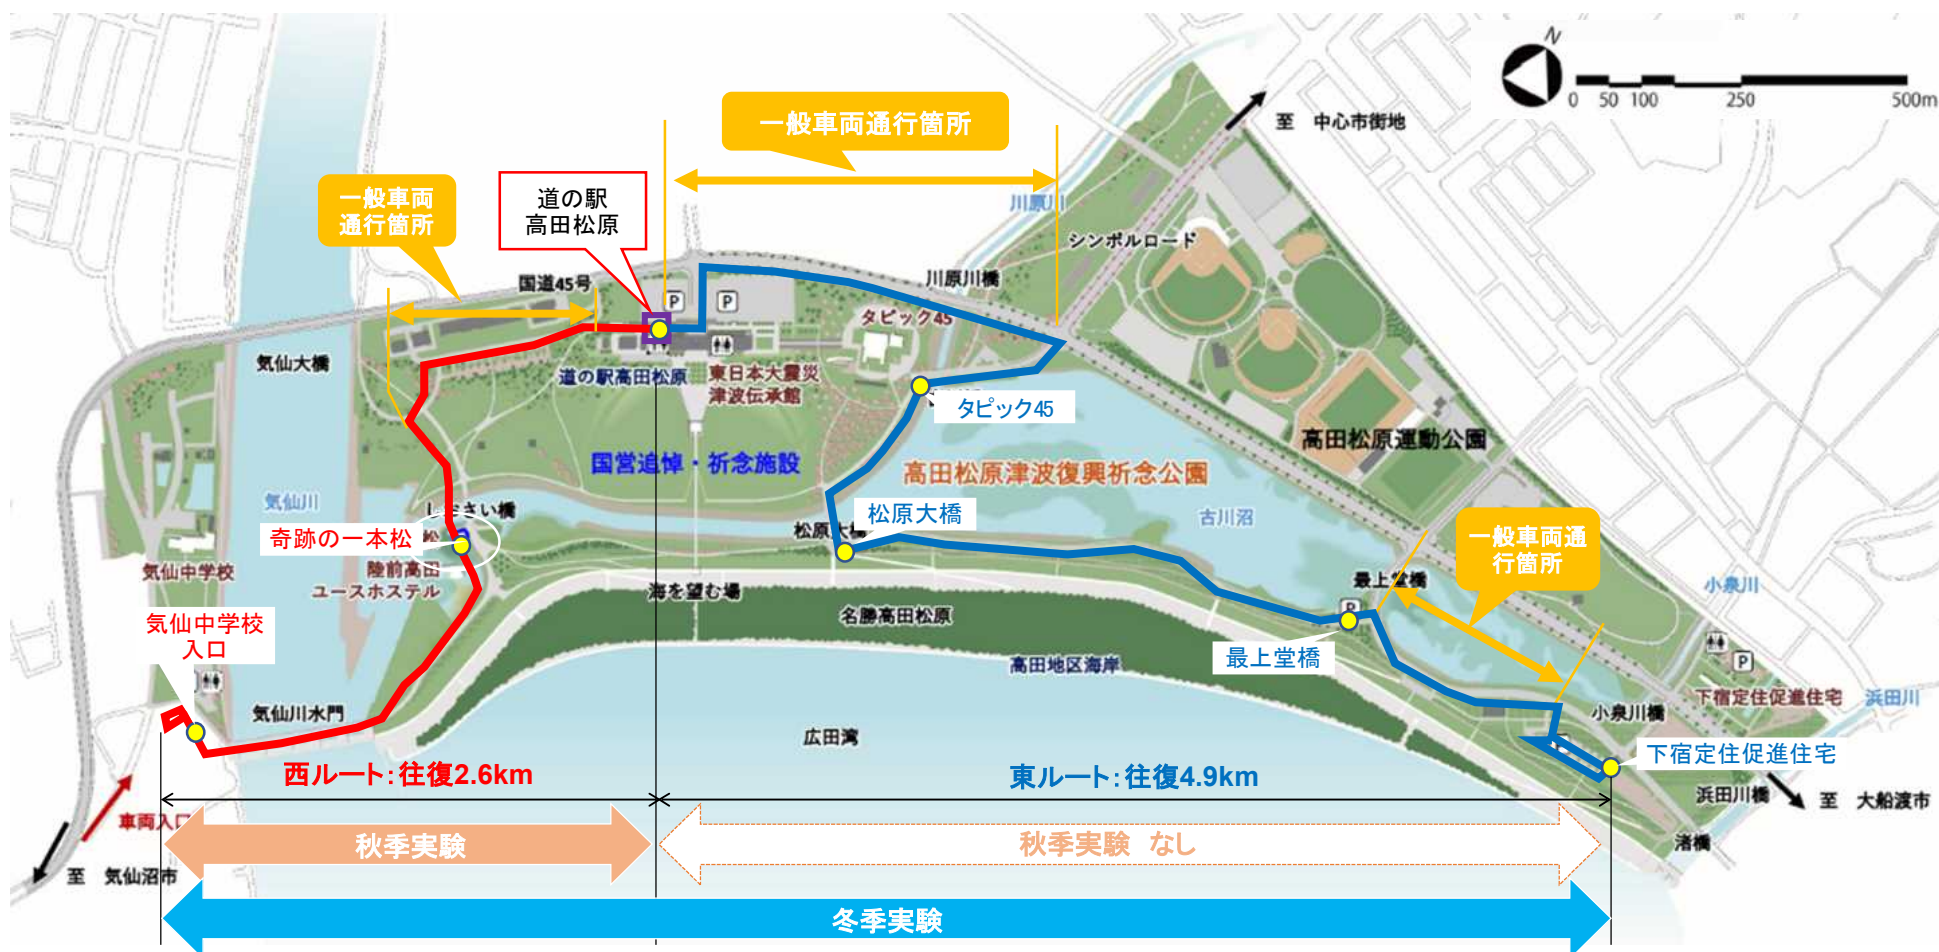 N
0 50 100 250 500m
至 中心市街地
一般車両通行箇所
一般車両
通行箇所
道の駅
高田松原
川原川
シンボルロード
国道45号
川原川橋
P
P
タピック45
気仙大橋
道の駅高田松原
東日本大震災
津波伝承館
タピック45
高田松原運動公園
国営追悼・祈念施設
高田松原津波復興祈念公園
気仙川
しおさい橋
松原大橋
松原大橋
古川沼
奇跡の一本松
松
一般車両通
行箇所
気仙中学校
陸前高田
ユースホステル
海を望む場
最上堂橋
P
小泉川
名勝高田松原
気仙中学校
入口
最上堂橋
高田地区海岸
P
下宿定住促進住宅
浜田川
気仙川水門
小泉川橋
広田湾
下宿定住促進住宅
西ルート:往復2.6km
東ルート:往復4.9km
浜田川橋
至 大船渡市
車両入口
秋季実験
秋季実験 なし
渚橋
至 気仙沼市
冬季実験